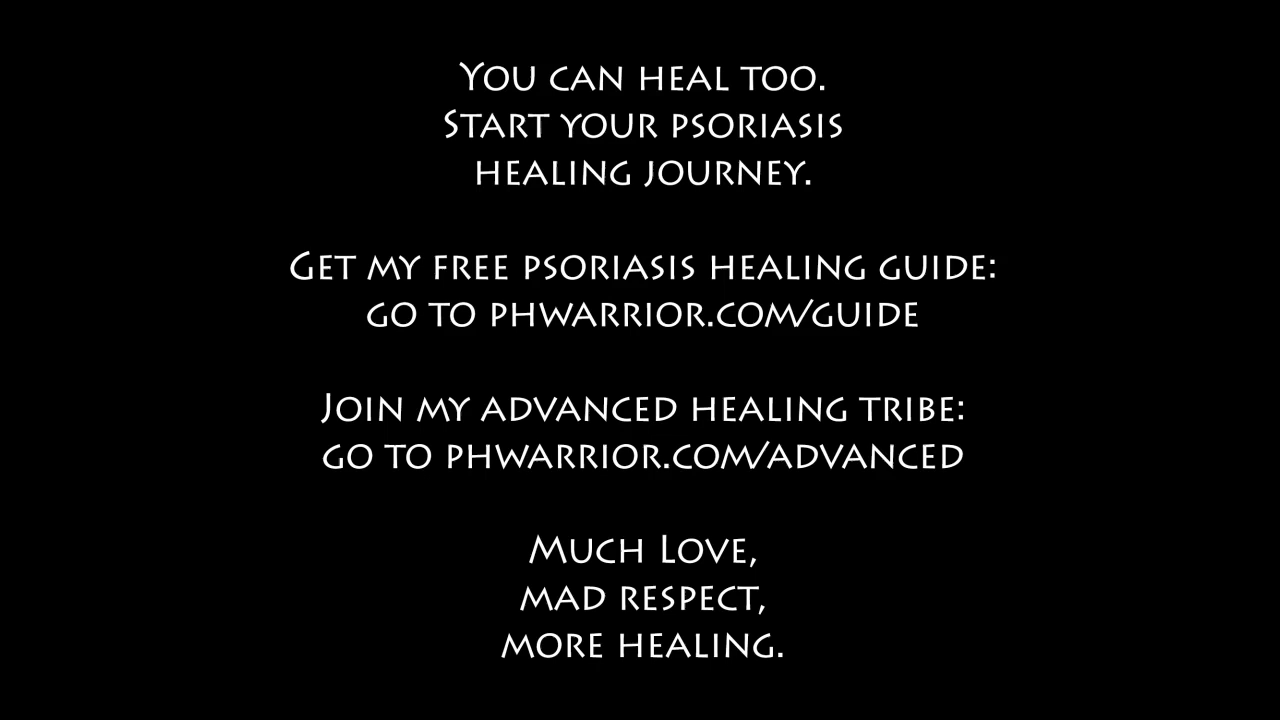 You can heal too.
Start your psoriasis
healing journey.
Get my free psoriasis healing guide:
go to phwarrior.com/guide
Join my advanced healing tribe:
go to phwarrior.com/advanced
Much Love,
mad respect,
more healing.